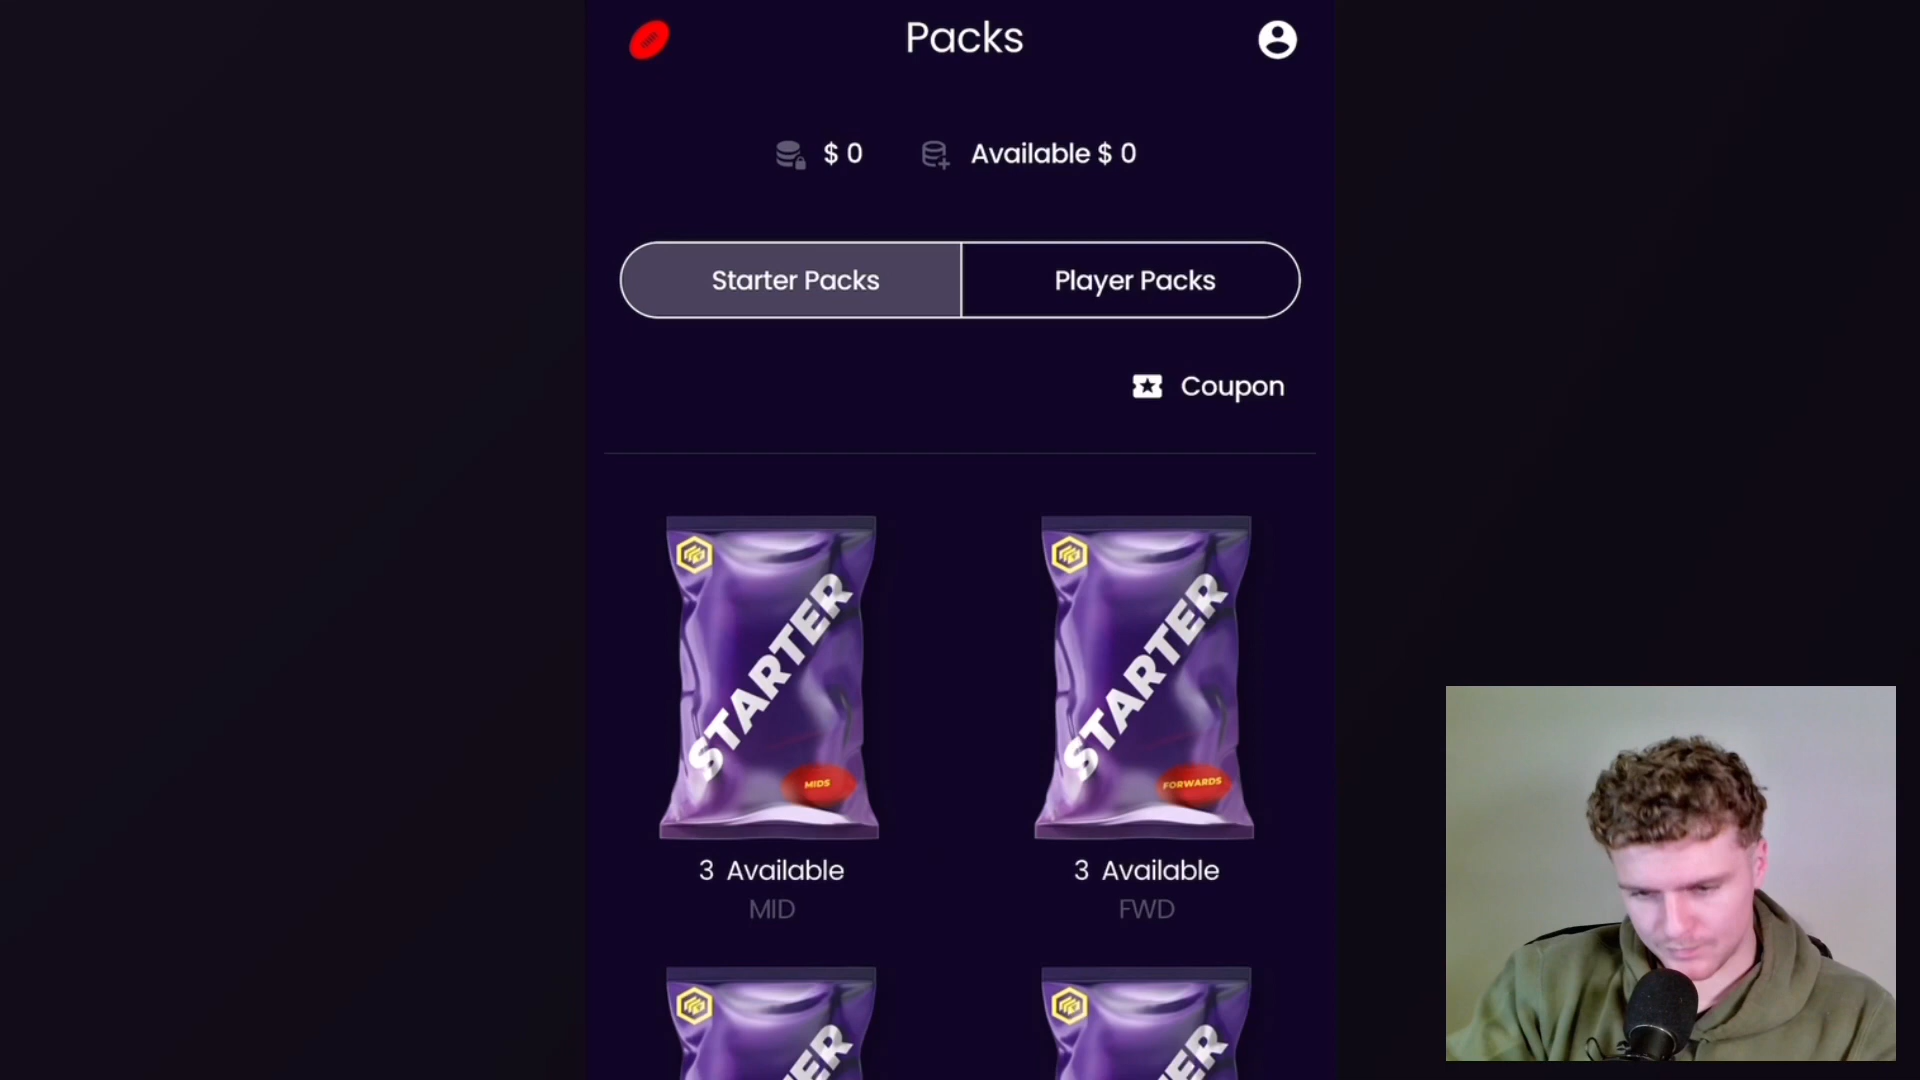 Packs
$ 0
Available $ 0
Starter Packs
Player Packs
Coupon
STARTER
MIDS
STARTER
FORWARDS
3 Available
3 Available
MID
FWD